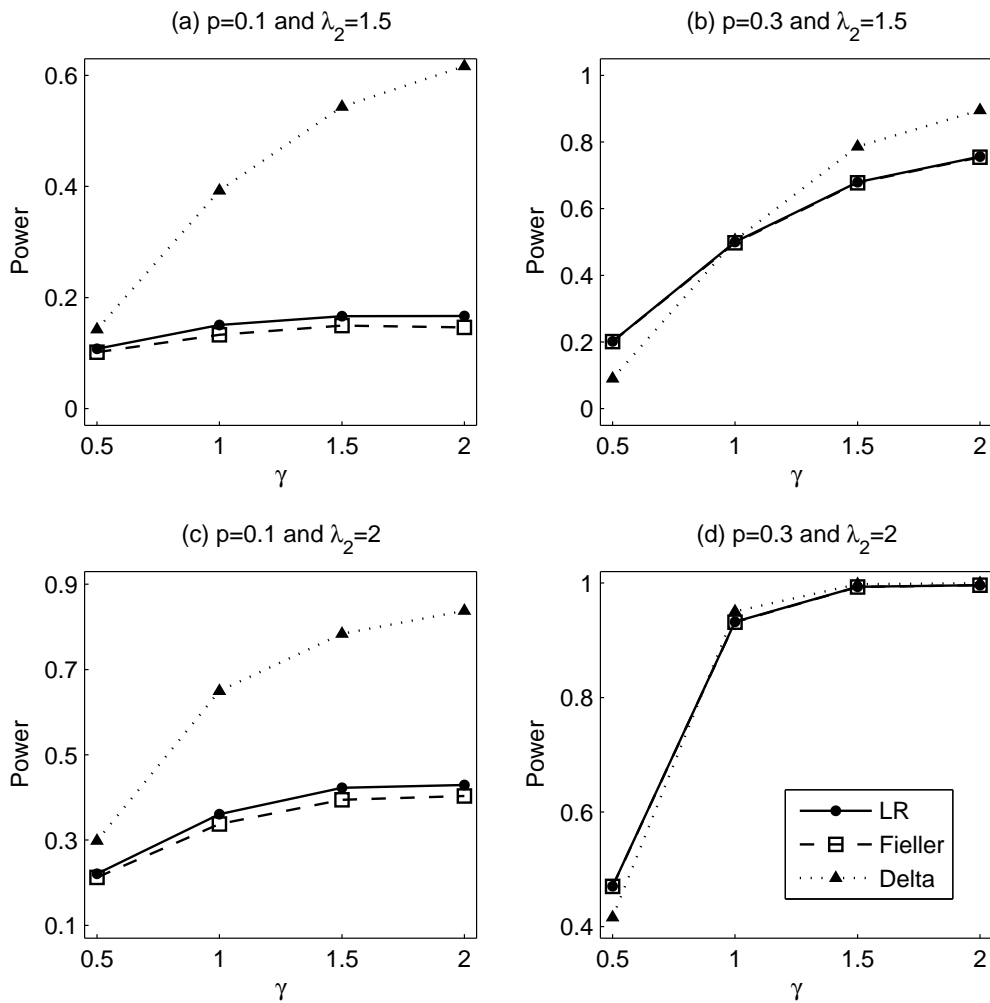 (a) p=0.1 and λ_2=1.5
Power
0.6
0.4
0.2
0
0.5 1 1.5 2
γ
(b) p=0.3 and λ_2=1.5
Power
1
0.8
0.6
0.4
0.2
0
0.5 1 1.5 2
γ
(c) p=0.1 and λ_2=2
Power
0.9
0.7
0.5
0.3
0.1
0.5 1 1.5 2
γ
(d) p=0.3 and λ_2=2
Power
1
0.8
0.6
0.4
0.5 1 1.5 2
γ
LR
Fieller
Delta